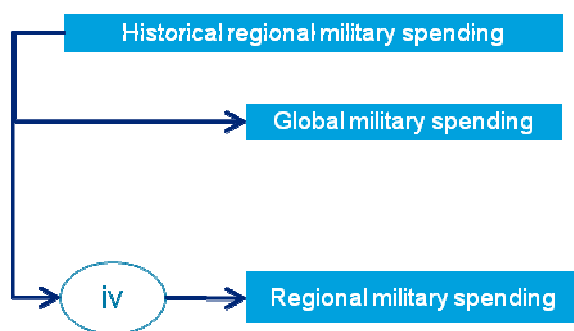 Historical regional military spending
Global military spending
iv
Regional military spending